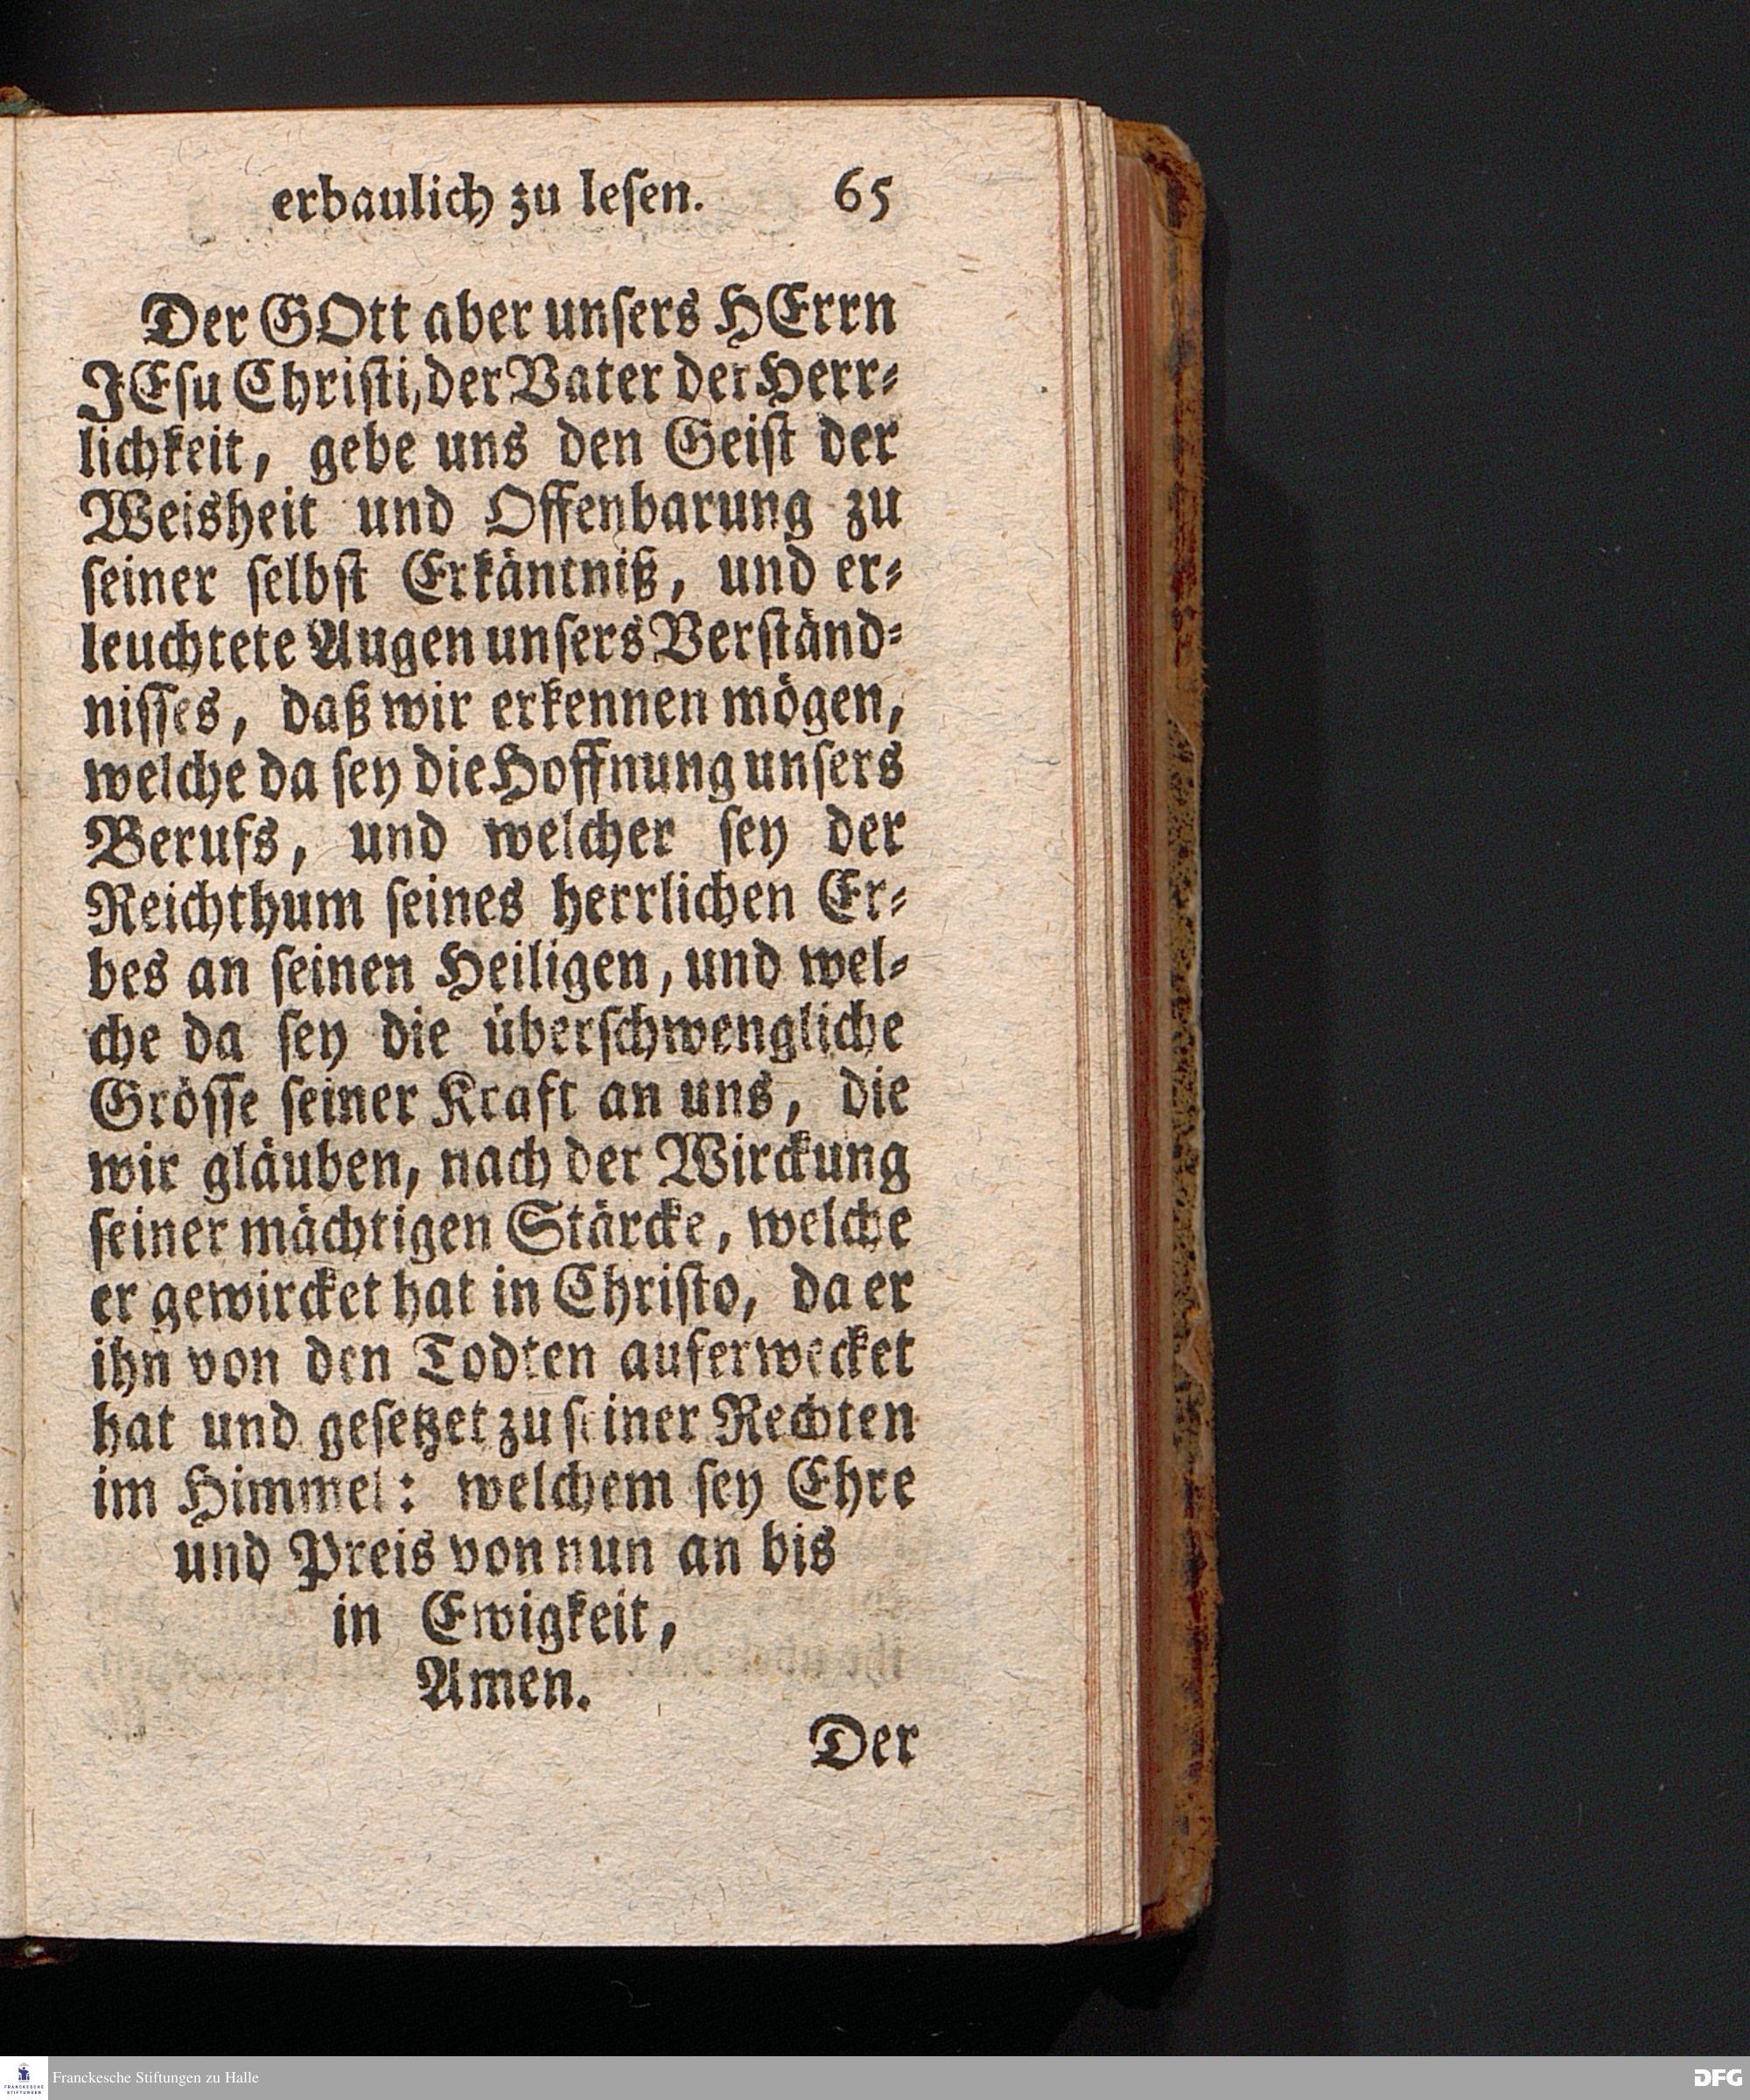 erbaulich zu lesen. 65
Der GOtt aber unsers HErrn
JEsu Christi, der Vater der Herr-
lichkeit, gebe uns den Geist der
Weisheit und Offenbarung zu
seiner selbst Erkäntniß, und er-
leuchtete Augen unsers Verständ-
nisses, daß wir erkennen mögen,
welche da sey die Hoffnung unsers
Berufs, und welcher sey der
Reichthum seines herrlichen Er-
bes an seinen Heiligen, und wel-
che da sey die überschwengliche
Grösse seiner Kraft an uns, die
wir gläuben, nach der Wirckung
seiner mächtigen Stärcke, welche
er gewircket hat in Christo, da er
ihn von den Todten auferwecket
hat und gesetzet zu seiner Rechten
im Himmel: welchem sey Ehre
und Preis von nun an bis
in Ewigkeit,
Amen.
Der
FRANCKESCHE
STIFTUNGEN
Franckesche Stiftungen zu Halle
DFG